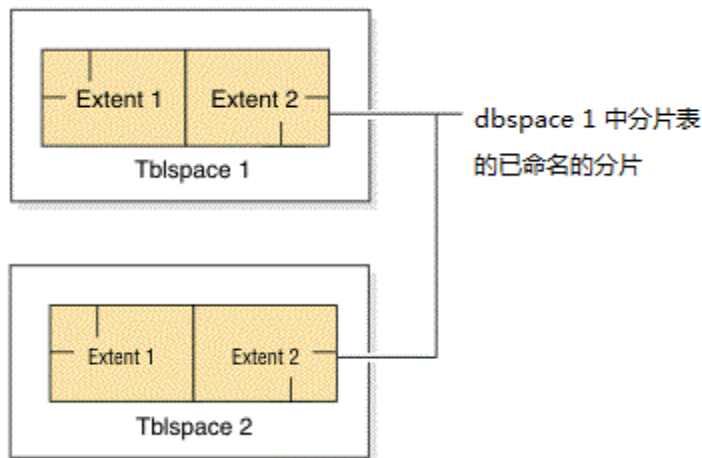 Extent 1
Extent 2
Tblspace 1
dbspace 1 中分片表
的已命名的分片
Extent 1
Extent 2
Tblspace 2